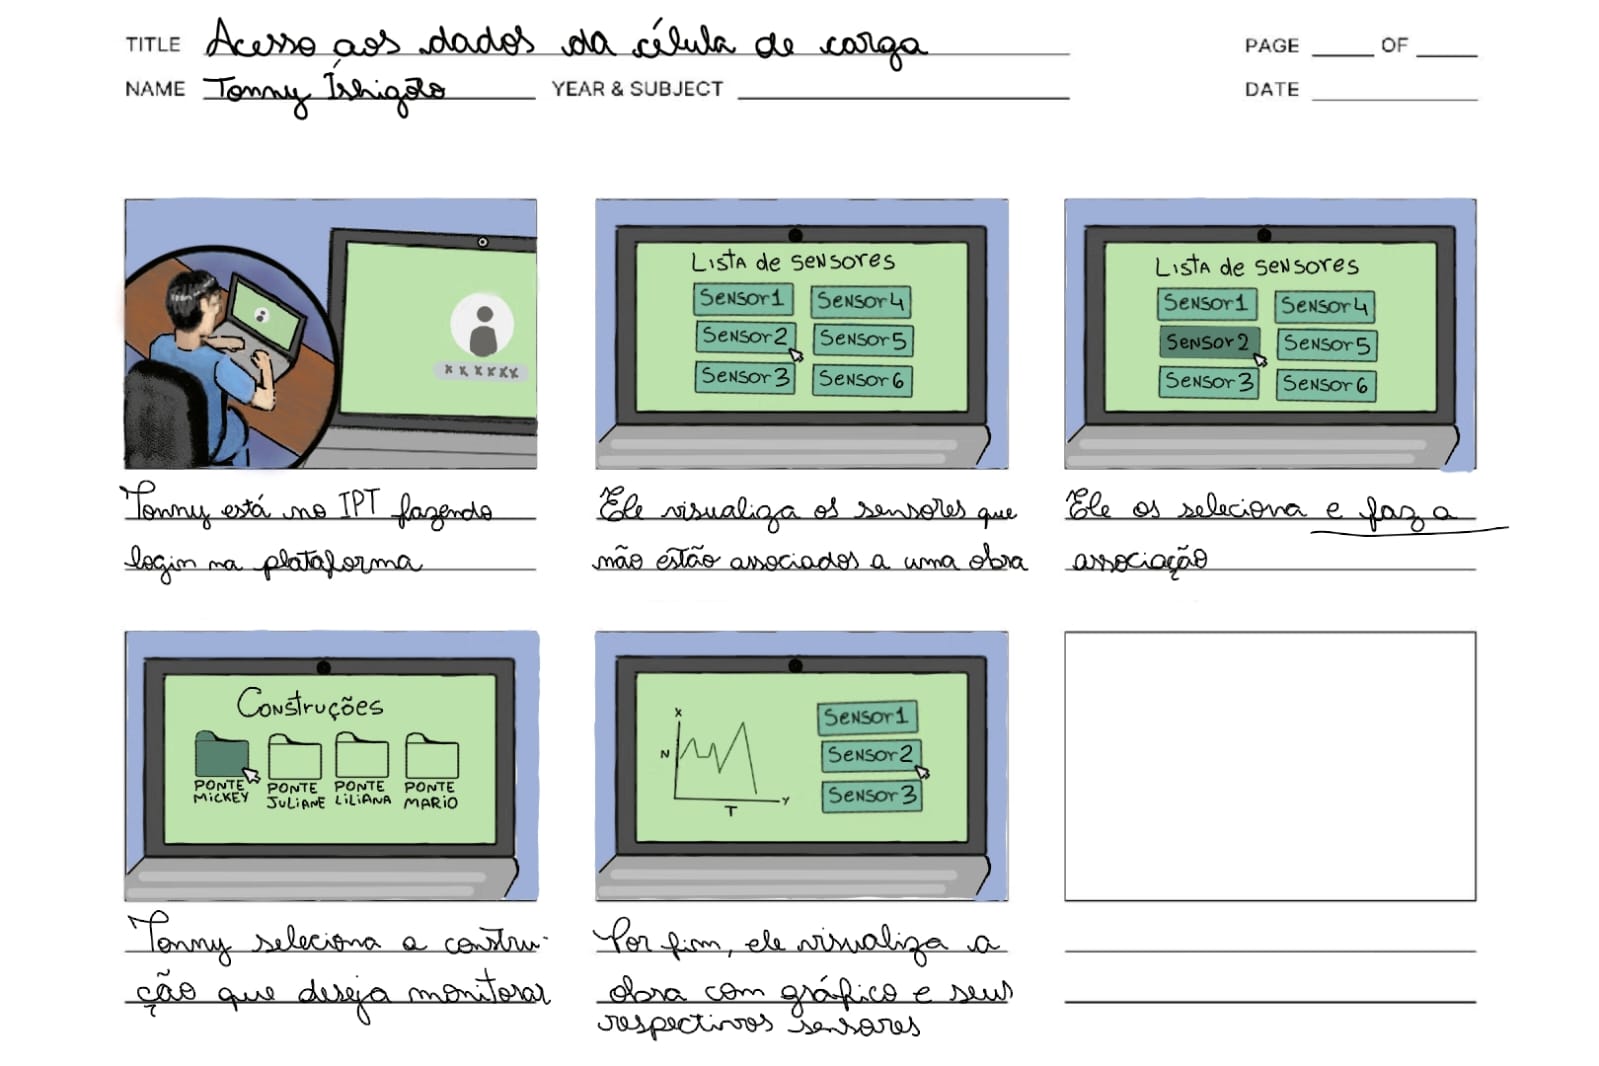 TITLE Acesso aos dados da célula de carga
PAGE ____ OF ____
NAME Tonny Ishigoto YEAR & SUBJECT
DATE
xxxxxx
Lista de sensores
Sensor1 Sensor4
Sensor2 Sensor5
Sensor3 Sensor6
Lista de sensores
Sensor1 Sensor4
Sensor2 Sensor5
Sensor3 Sensor6
Tonny está no IPT fazendo
login na plataforma
Ele visualiza os sensores que
não estão associados a uma obra
Ele os seleciona e faz a
associação
Construções
PONTE MICKEY
PONTE JULIANE
PONTE LILIANA
PONTE MARIO
X
N
T
Y
Sensor1
Sensor2
Sensor3
Tonny seleciona a constru-
ção que deseja monitorar
Por fim, ele visualiza a
obra com gráfico e seus
respectivos sensores